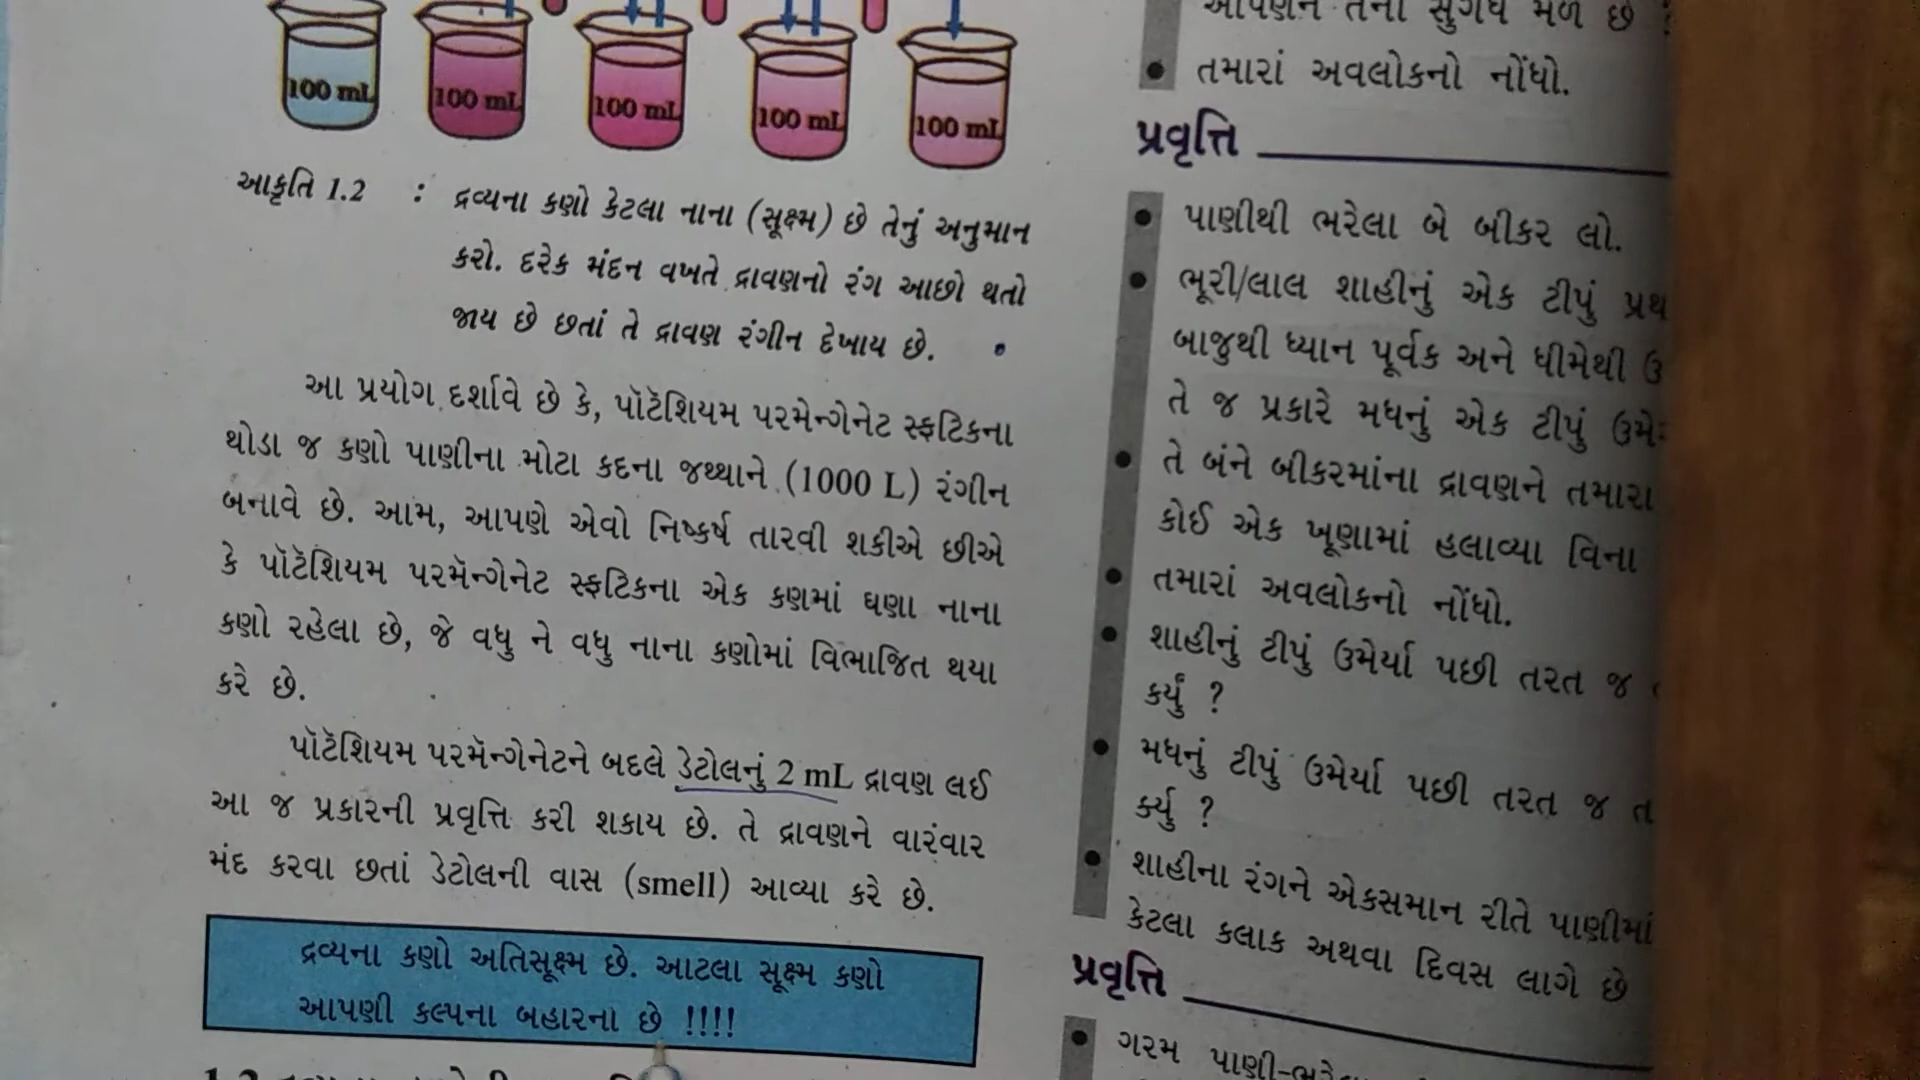 100 mL
100 mL
100 mL
100 mL
100 mL
આકૃતિ 1.2 : દ્રવ્યના કણો કેટલા નાના (સૂક્ષ્મ) છે તેનું અનુમાન
કરો. દરેક મંદન વખતે દ્રાવણનો રંગ આછો થતો
જાય છે છતાં તે દ્રાવણ રંગીન દેખાય છે.
આ પ્રયોગ દર્શાવે છે કે, પૉટૅશિયમ પરમેન્ગેનેટ સ્ફટિકના
થોડા જ કણો પાણીના મોટા કદના જથ્થાને (1000 L) રંગીન
બનાવે છે. આમ, આપણે એવો નિષ્કર્ષ તારવી શકીએ છીએ
કે પૉટૅશિયમ પરમૅન્ગેનેટ સ્ફટિકના એક કણમાં ઘણા નાના
કણો રહેલા છે, જે વધુ ને વધુ નાના કણોમાં વિભાજિત થયા
કરે છે.
પૉટૅશિયમ પરમૅન્ગેનેટને બદલે ડેટોલનું 2 mL દ્રાવણ લઈ
આ જ પ્રકારની પ્રવૃત્તિ કરી શકાય છે. તે દ્રાવણને વારંવાર
મંદ કરવા છતાં ડેટોલની વાસ (smell) આવ્યા કરે છે.
દ્રવ્યના કણો અતિસૂક્ષ્મ છે. આટલા સૂક્ષ્મ કણો
આપણી કલ્પના બહારના છે !!!!
આપણને તેની સુગંધ મળે છે ?
• તમારાં અવલોકનો નોંધો.
પ્રવૃત્તિ
• પાણીથી ભરેલા બે બીકર લો.
• ભૂરી/લાલ શાહીનું એક ટીપું
બાજુથી ધ્યાન પૂર્વક અને ધીમેથી
તે જ પ્રકારે મધનું એક ટીપું
• તે બંને બીકરમાંના દ્રાવણને તમારા
કોઈ એક ખૂણામાં હલાવ્યા વિના
• તમારાં અવલોકનો નોંધો.
• શાહીનું ટીપું ઉમેર્યા પછી તરત જ
કર્યું ?
• મધનું ટીપું ઉમેર્યા પછી તરત જ ત
ર્ક્યુ ?
• શાહીના રંગને એકસમાન રીતે પાણીમાં
કેટલા કલાક અથવા દિવસ લાગે છે
પ્રવૃત્તિ
• ગરમ